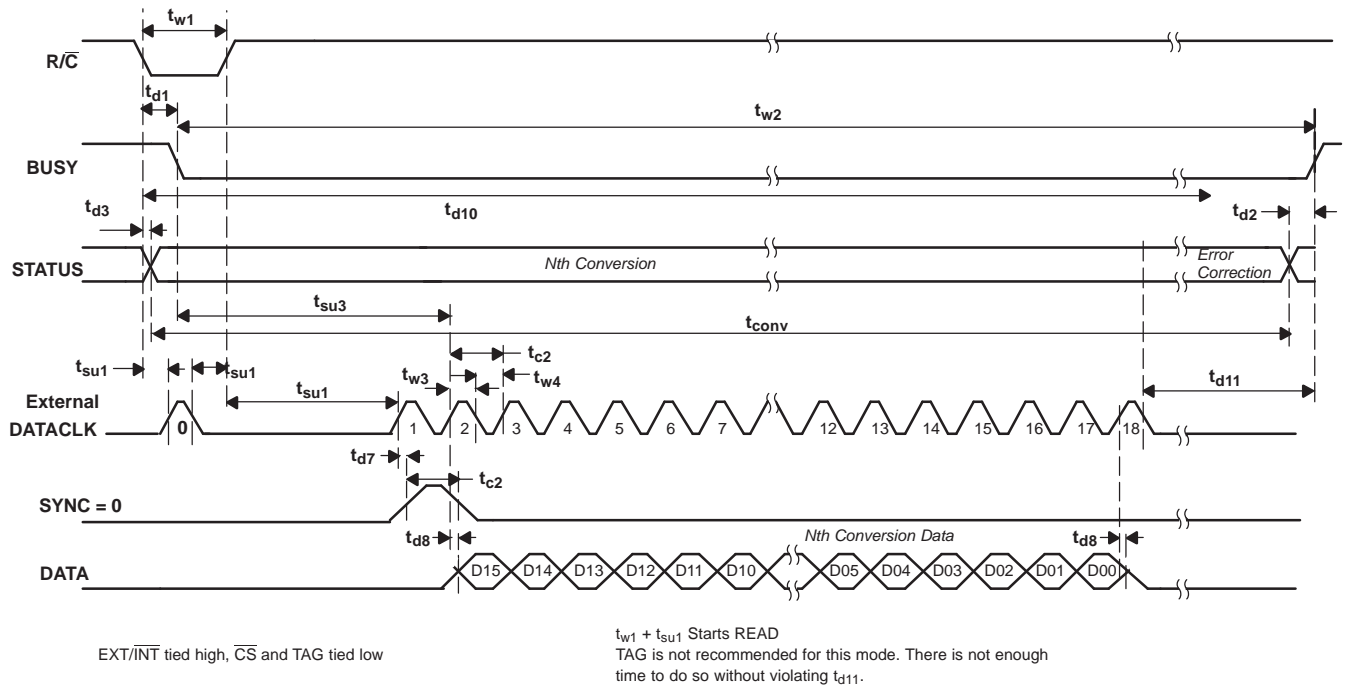 tw1
R/C̅
td1
tw2
BUSY
td3
td10
td2
STATUS
Nth Conversion
Error
Correction
tsu3
tconv
tc2
tsu1
tsu1
tw3
tw4
tsu1
td11
External
DATACLK
0
1
2
3
4
5
6
7
12
13
14
15
16
17
18
td7
tc2
SYNC = 0
td8
Nth Conversion Data
td8
DATA
D15
D14
D13
D12
D11
D10
D05
D04
D03
D02
D01
D00
EXT/I̅N̅T̅ tied high, C̅S̅ and TAG tied low
tw1 + tsu1 Starts READ
TAG is not recommended for this mode. There is not enough
time to do so without violating td11.